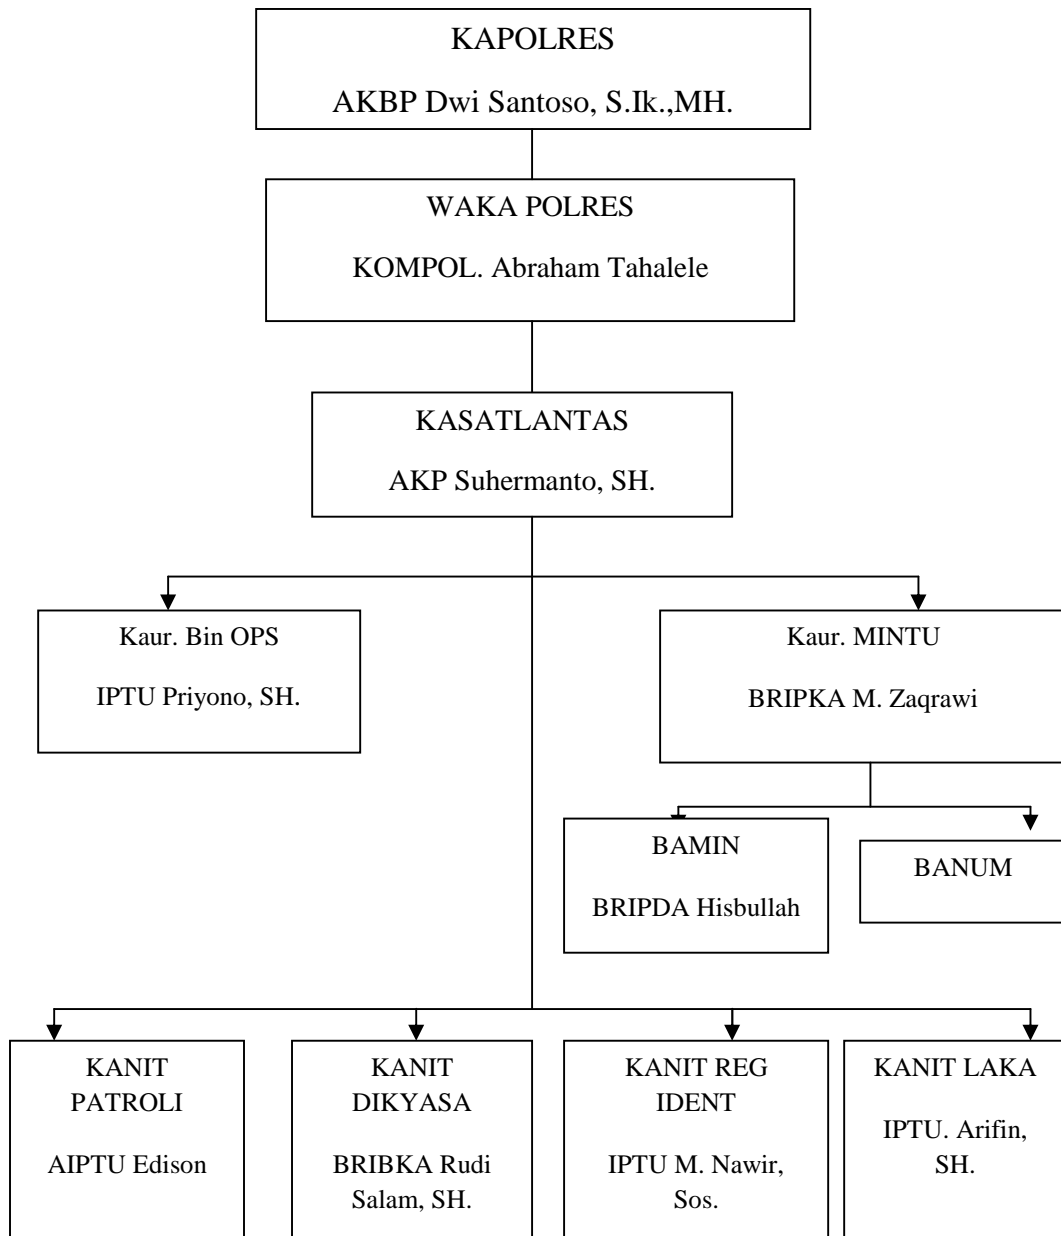 KAPOLRES
AKBP Dwi Santoso, S.Ik.,MH.
WAKA POLRES
KOMPOL. Abraham Tahalele
KASATLANTAS
AKP Suhermanto, SH.
Kaur. Bin OPS
IPTU Priyono, SH.
Kaur. MINTU
BRIPKA M. Zaqrawi
BAMIN
BRIPDA Hisbullah
BANUM
KANIT
PATROLI
AIPTU Edison
KANIT
DIKYASA
BRIBKA Rudi
Salam, SH.
KANIT REG
IDENT
IPTU M. Nawir,
Sos.
KANIT LAKA
IPTU. Arifin,
SH.